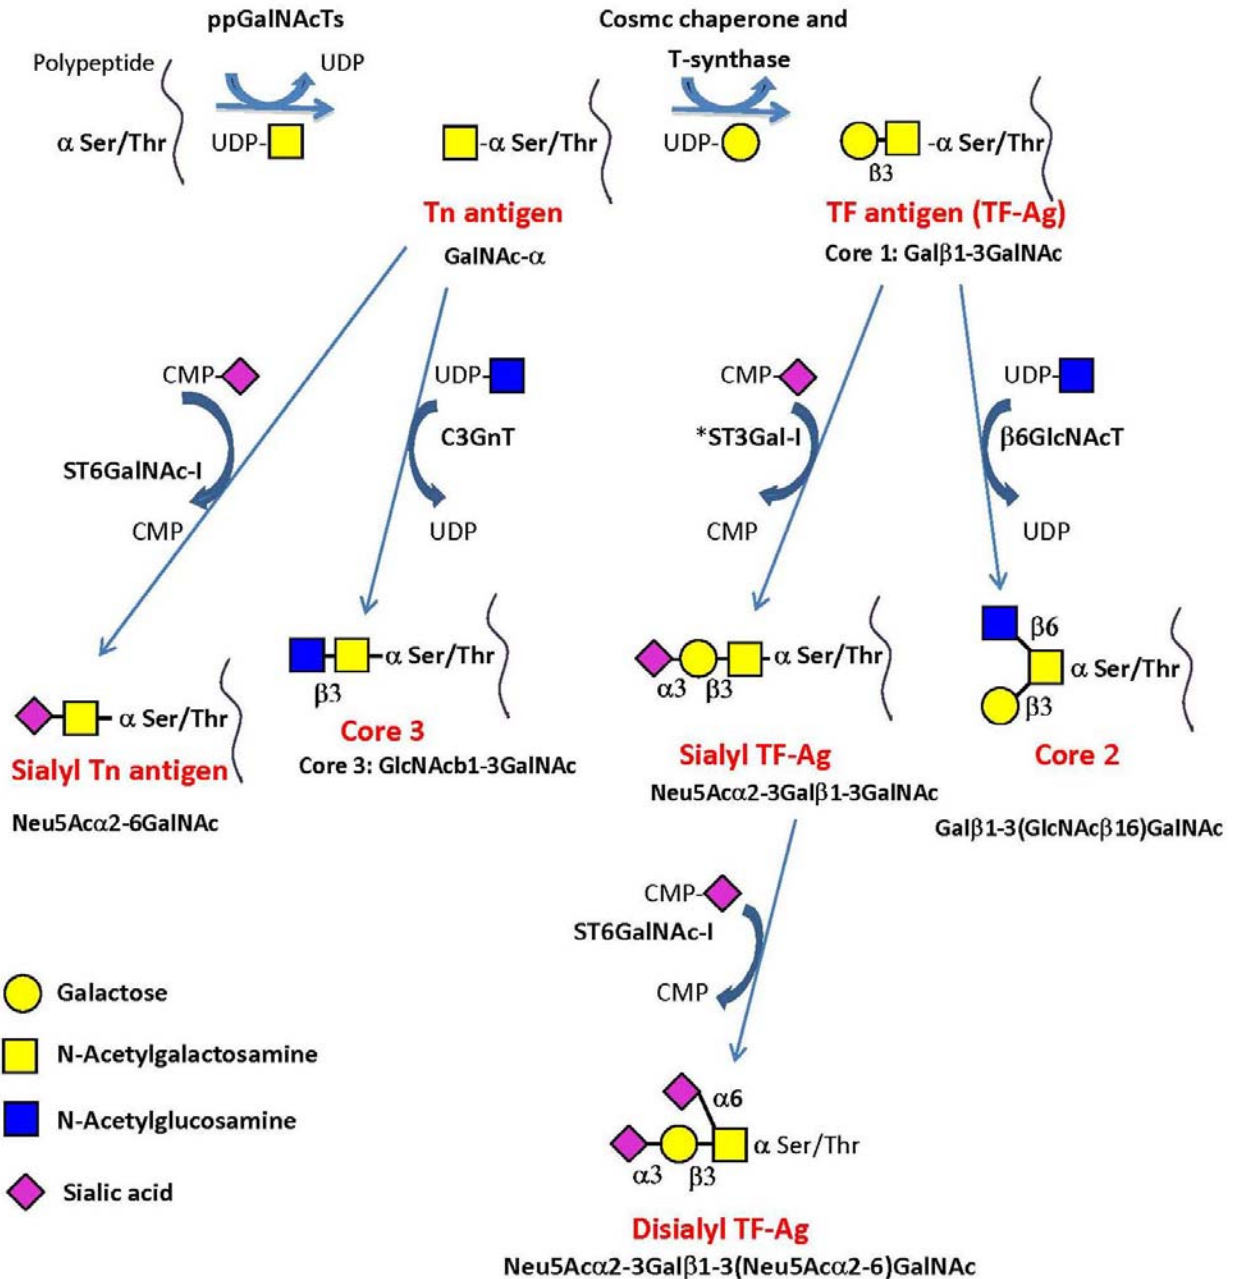 ppGalNAcTs
Cosmc chaperone and
T-synthase
Polypeptide
UDP
α Ser/Thr
UDP-
-α Ser/Thr
UDP-
-α Ser/Thr
β3
Tn antigen
TF antigen (TF-Ag)
GalNAc-α
Core 1: Galβ1-3GalNAc
CMP-
UDP-
CMP-
UDP-
ST6GalNAc-I
C3GnT
*ST3Gal-I
β6GlcNAcT
CMP
UDP
CMP
UDP
α Ser/Thr
β3
Core 3
Core 3: GlcNAcb1-3GalNAc
α Ser/Thr
Sialyl Tn antigen
Neu5Acα2-6GalNAc
α Ser/Thr
α3 β3
Sialyl TF-Ag
Neu5Acα2-3Galβ1-3GalNAc
β6
α Ser/Thr
β3
Core 2
Galβ1-3(GlcNAcβ16)GalNAc
CMP-
ST6GalNAc-I
CMP
Galactose
N-Acetylgalactosamine
N-Acetylglucosamine
Sialic acid
α6
α Ser/Thr
α3 β3
Disialyl TF-Ag
Neu5Acα2-3Galβ1-3(Neu5Acα2-6)GalNAc